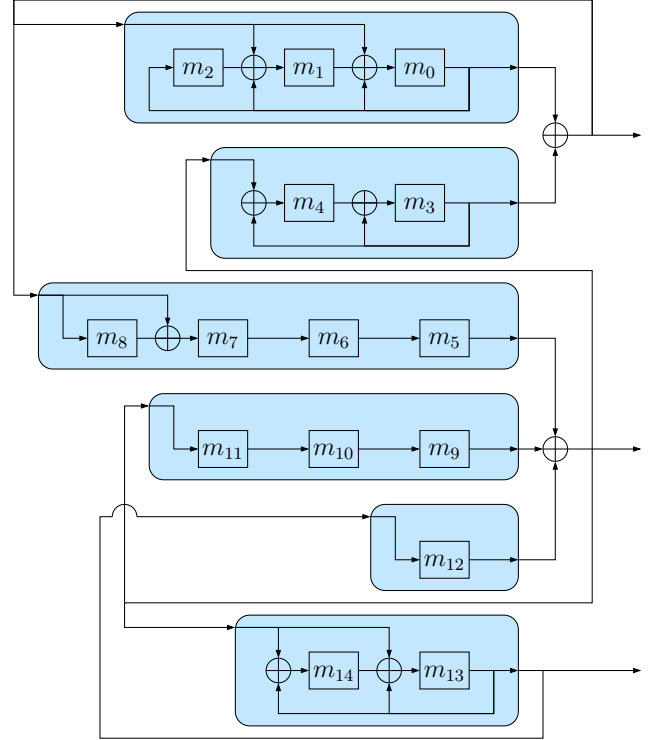 m₂ m₁ m₀
m₄ m₃
m₈ m₇ m₆ m₅
m₁₁ m₁₀ m₉
m₁₂
m₁₄ m₁₃